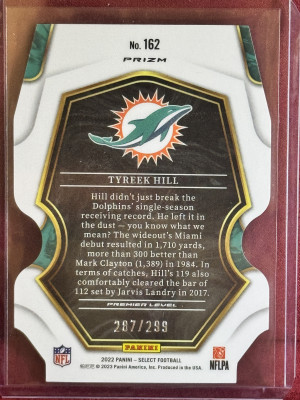 No. 162
PRIZM
TYREEK HILL
Hill didn't just break the
Dolphins' single-season
receiving record. He left it in
the dust — you know what we
mean? The wideout's Miami
debut resulted in 1,710 yards,
more than 300 better than
Mark Clayton (1,389) in 1984. In
terms of catches, Hill's 119 also
comfortably cleared the bar of
112 set by Jarvis Landry in 2017.
PREMIER LEVEL
287/299
NFL
PANINI
NFLPA
2022 PANINI – SELECT FOOTBALL
© 2023 Panini America, Inc. Produced in the USA.